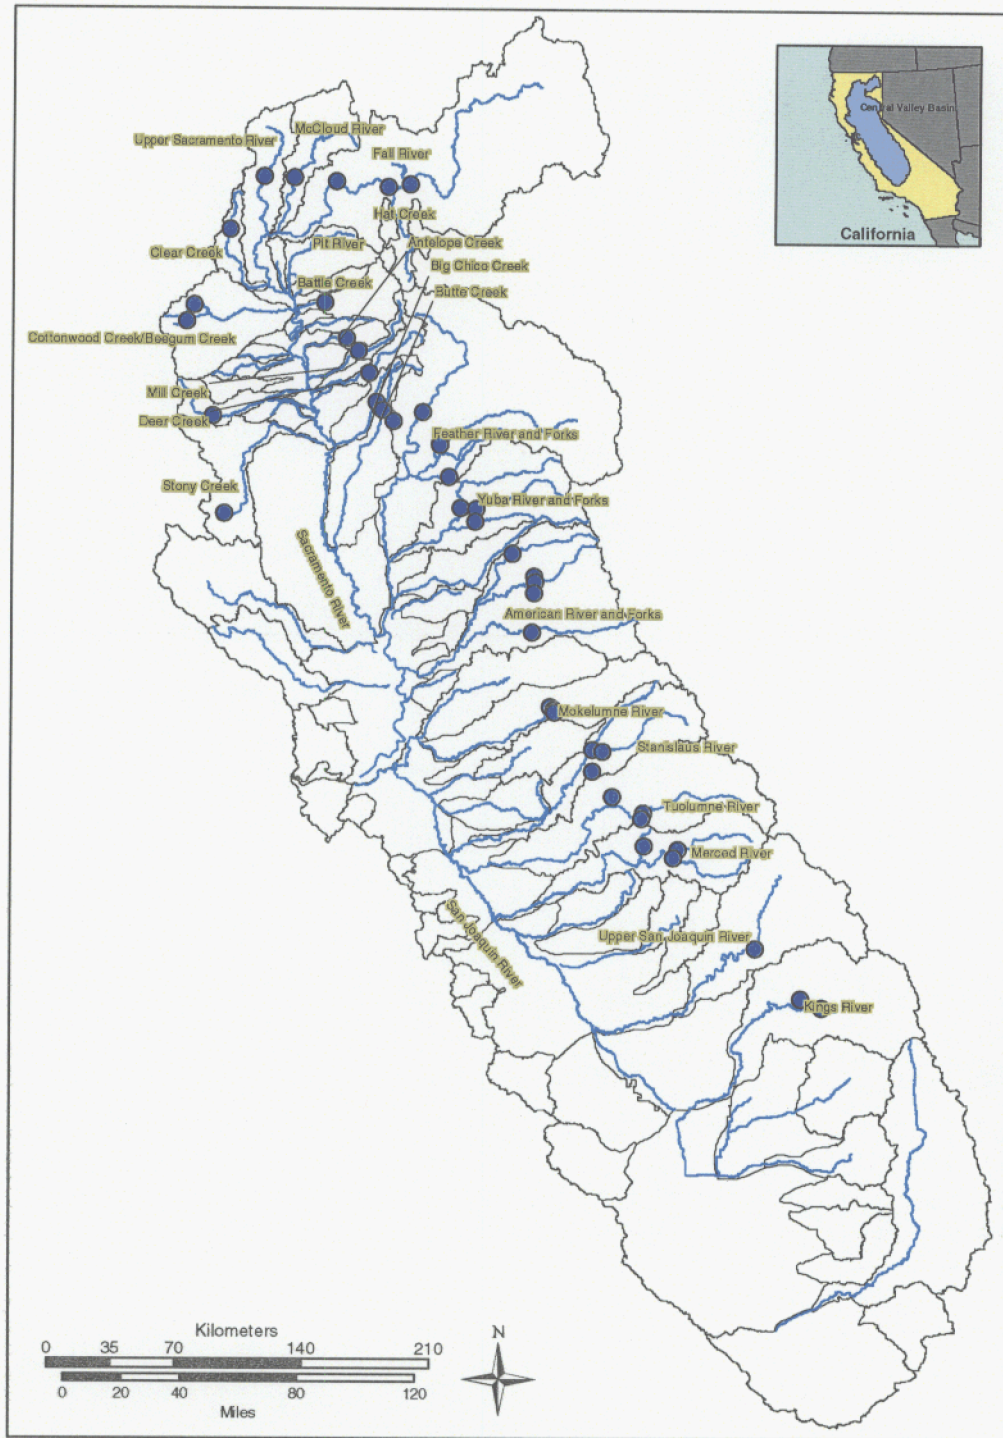 Central Valley Basin
California
McCloud River
Upper Sacramento River
Fall River
Hat Creek
Pit River
Antelope Creek
Clear Creek
Big Chico Creek
Battle Creek
Butte Creek
Cottonwood Creek/Beegum Creek
Mill Creek
Deer Creek
Feather River and Forks
Stony Creek
Yuba River and Forks
Sacramento River
American River and Forks
Mokelumne River
Stanislaus River
Tuolumne River
Merced River
San Joaquin River
Upper San Joaquin River
Kings River
Kilometers
0 35 70 140 210
0 20 40 80 120
Miles
N